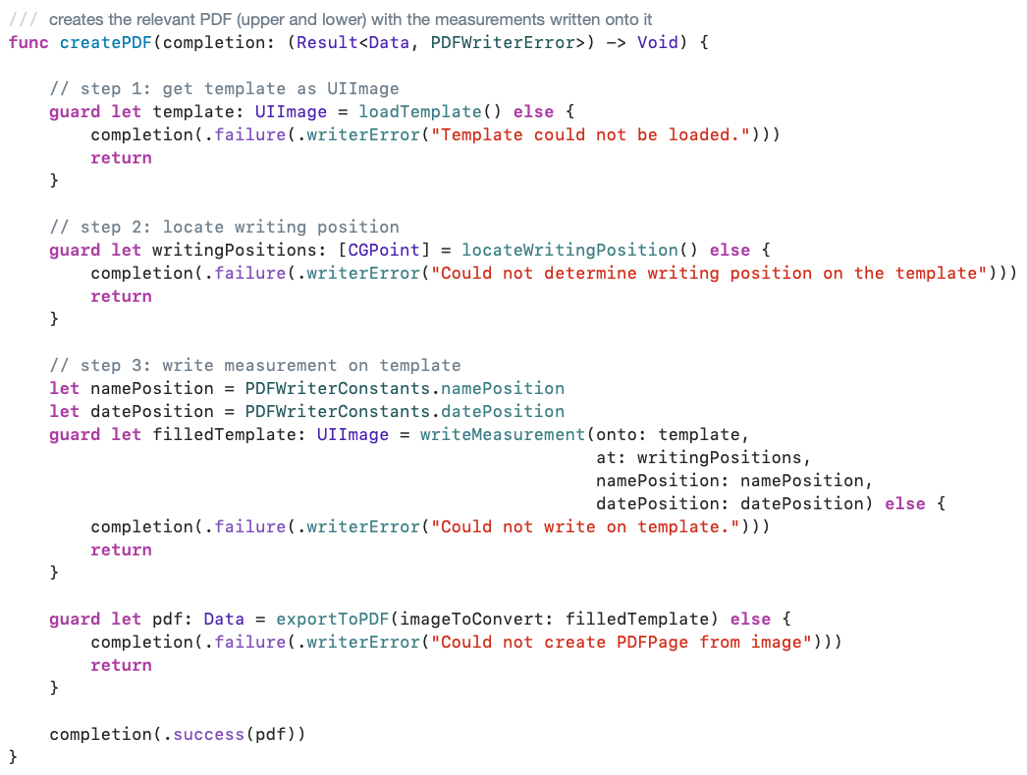 /// creates the relevant PDF (upper and lower) with the measurements written onto it
func createPDF(completion: (Result<Data, PDFWriterError>) -> Void) {
    // step 1: get template as UIImage
    guard let template: UIImage = loadTemplate() else {
        completion(.failure(.writerError("Template could not be loaded.")))
        return
    }
    // step 2: locate writing position
    guard let writingPositions: [CGPoint] = locateWritingPosition() else {
        completion(.failure(.writerError("Could not determine writing position on the template")))
        return
    }
    // step 3: write measurement on template
    let namePosition = PDFWriterConstants.namePosition
    let datePosition = PDFWriterConstants.datePosition
    guard let filledTemplate: UIImage = writeMeasurement(onto: template,
                                                         at: writingPositions,
                                                         namePosition: namePosition,
                                                         datePosition: datePosition) else {
        completion(.failure(.writerError("Could not write on template.")))
        return
    }
    guard let pdf: Data = exportToPDF(imageToConvert: filledTemplate) else {
        completion(.failure(.writerError("Could not create PDFPage from image")))
        return
    }
    completion(.success(pdf))
}